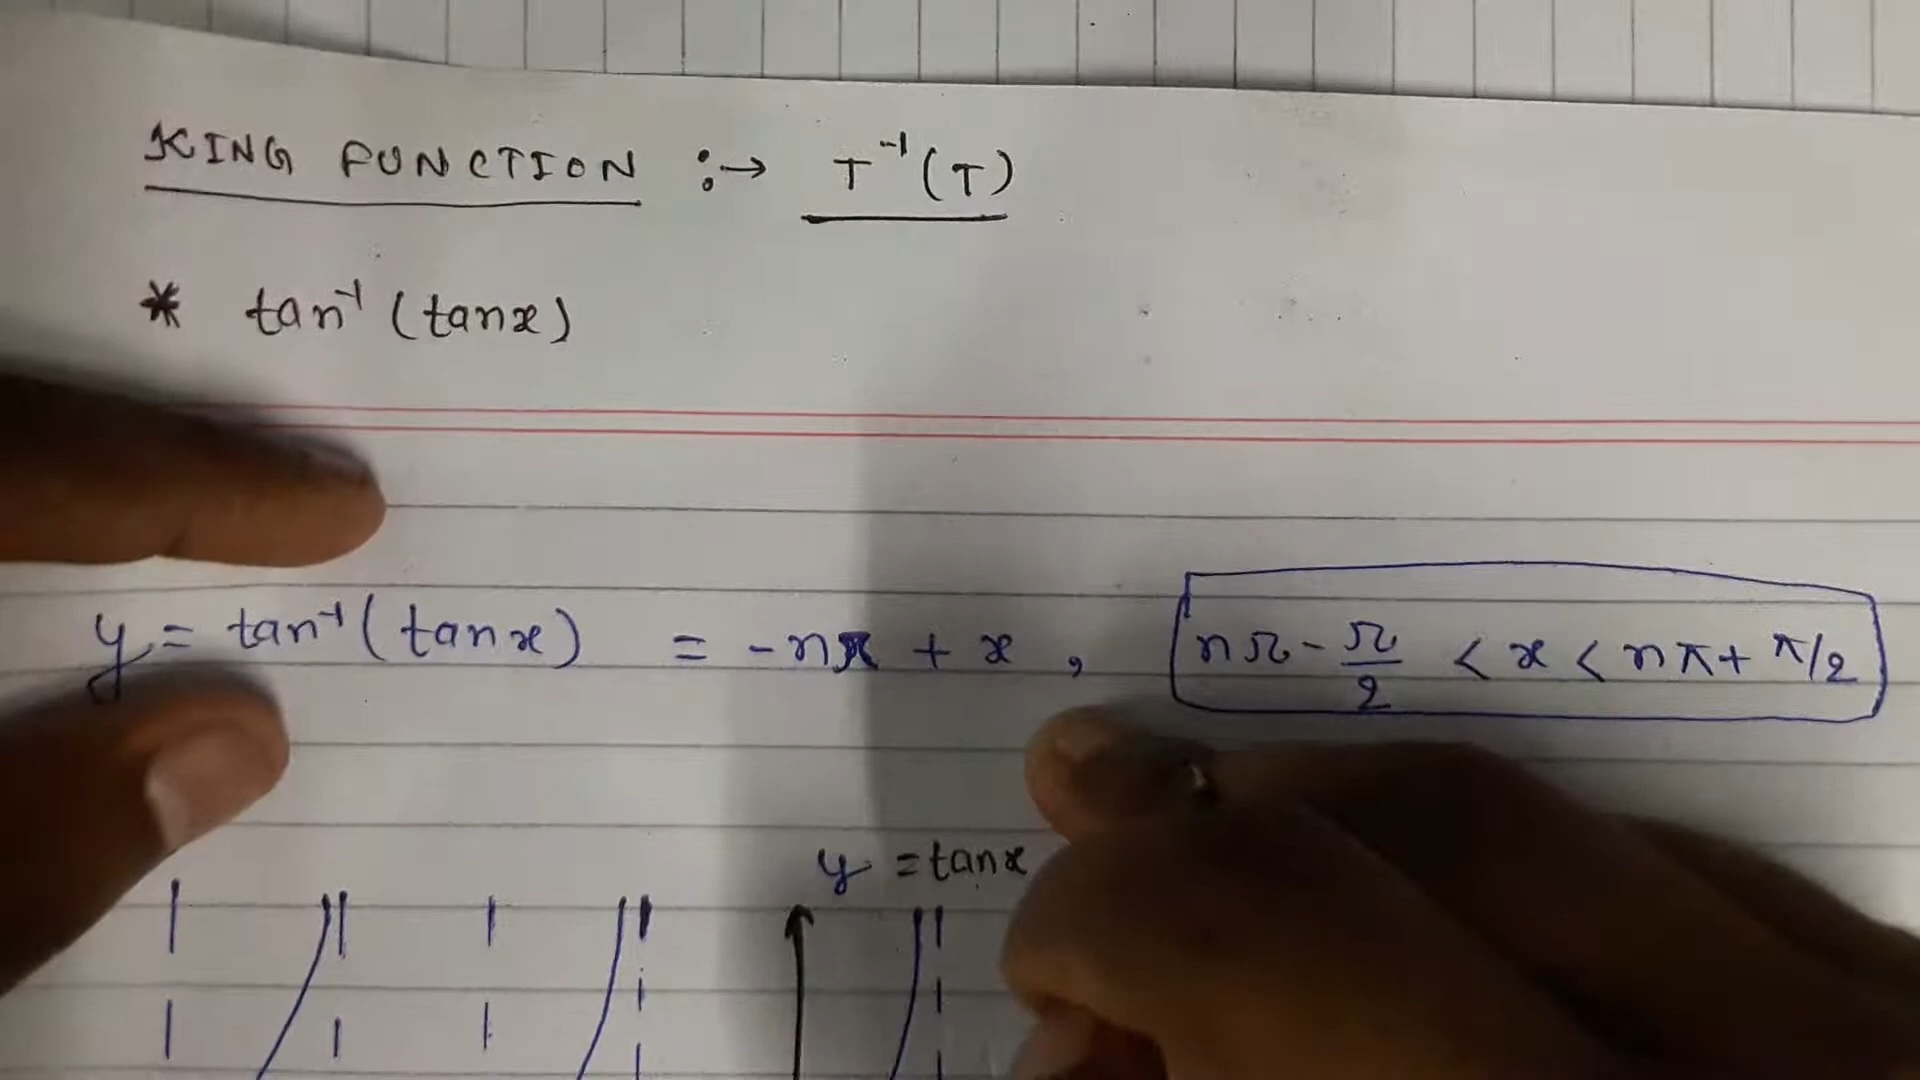 KING FUNCTION :→ T⁻¹(T)
* tan⁻¹(tanx)
y = tan⁻¹(tanx) = -nπ + x , nπ - π/2 < x < nπ + π/2
y = tanx